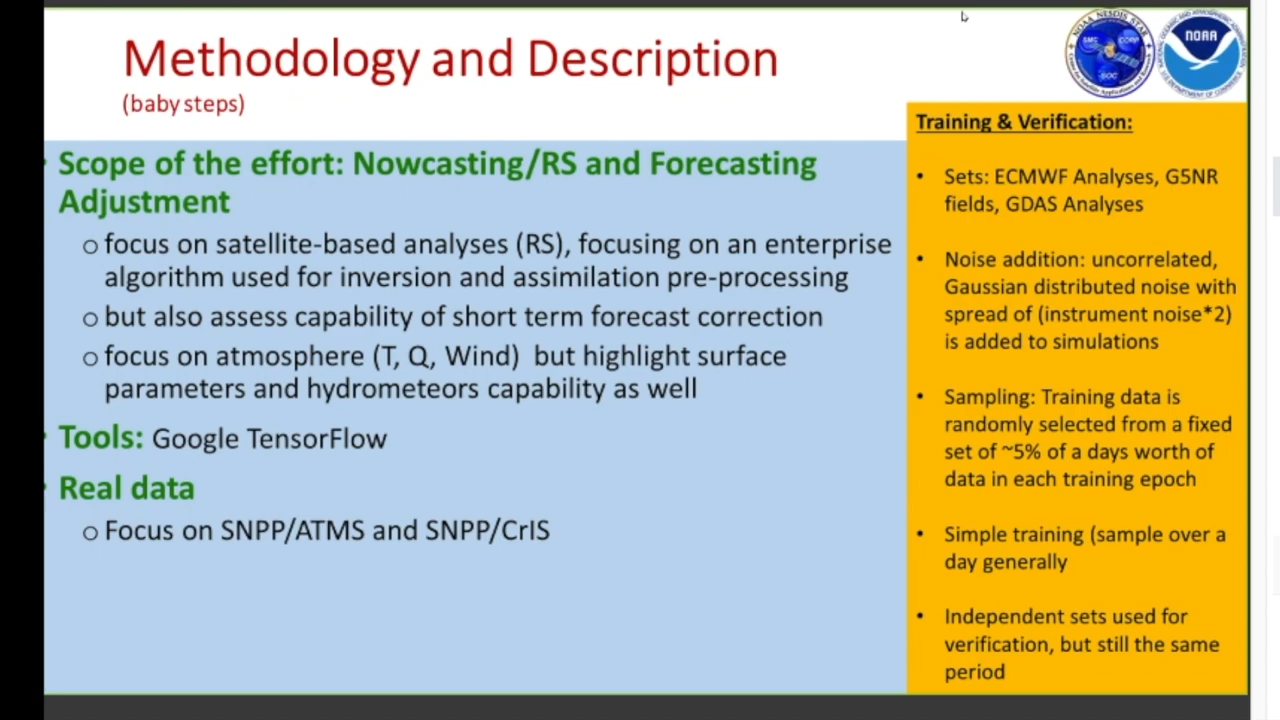 Methodology and Description
(baby steps)
Scope of the effort: Nowcasting/RS and Forecasting
Adjustment
o focus on satellite-based analyses (RS), focusing on an enterprise
algorithm used for inversion and assimilation pre-processing
o but also assess capability of short term forecast correction
o focus on atmosphere (T, Q, Wind) but highlight surface
parameters and hydrometeors capability as well
Tools: Google TensorFlow
Real data
o Focus on SNPP/ATMS and SNPP/CrIS
NOAA
Training & Verification:
• Sets: ECMWF Analyses, G5NR
fields, GDAS Analyses
• Noise addition: uncorrelated,
Gaussian distributed noise with
spread of (instrument noise*2)
is added to simulations
• Sampling: Training data is
randomly selected from a fixed
set of ~5% of a days worth of
data in each training epoch
• Simple training (sample over a
day generally
• Independent sets used for
verification, but still the same
period